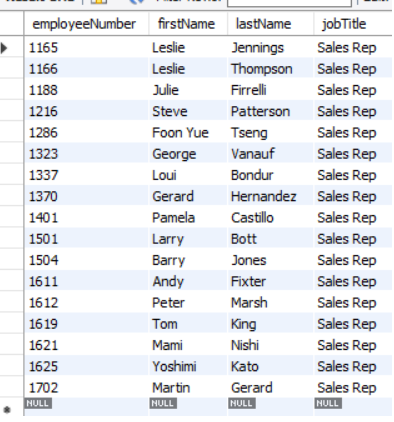 employeeNumber firstName lastName jobTitle
1165 Leslie Jennings Sales Rep
1166 Leslie Thompson Sales Rep
1188 Julie Firrelli Sales Rep
1216 Steve Patterson Sales Rep
1286 Foon Yue Tseng Sales Rep
1323 George Vanauf Sales Rep
1337 Loui Bondur Sales Rep
1370 Gerard Hernandez Sales Rep
1401 Pamela Castillo Sales Rep
1501 Larry Bott Sales Rep
1504 Barry Jones Sales Rep
1611 Andy Fixter Sales Rep
1612 Peter Marsh Sales Rep
1619 Tom King Sales Rep
1621 Mami Nishi Sales Rep
1625 Yoshimi Kato Sales Rep
1702 Martin Gerard Sales Rep
NULL NULL NULL NULL